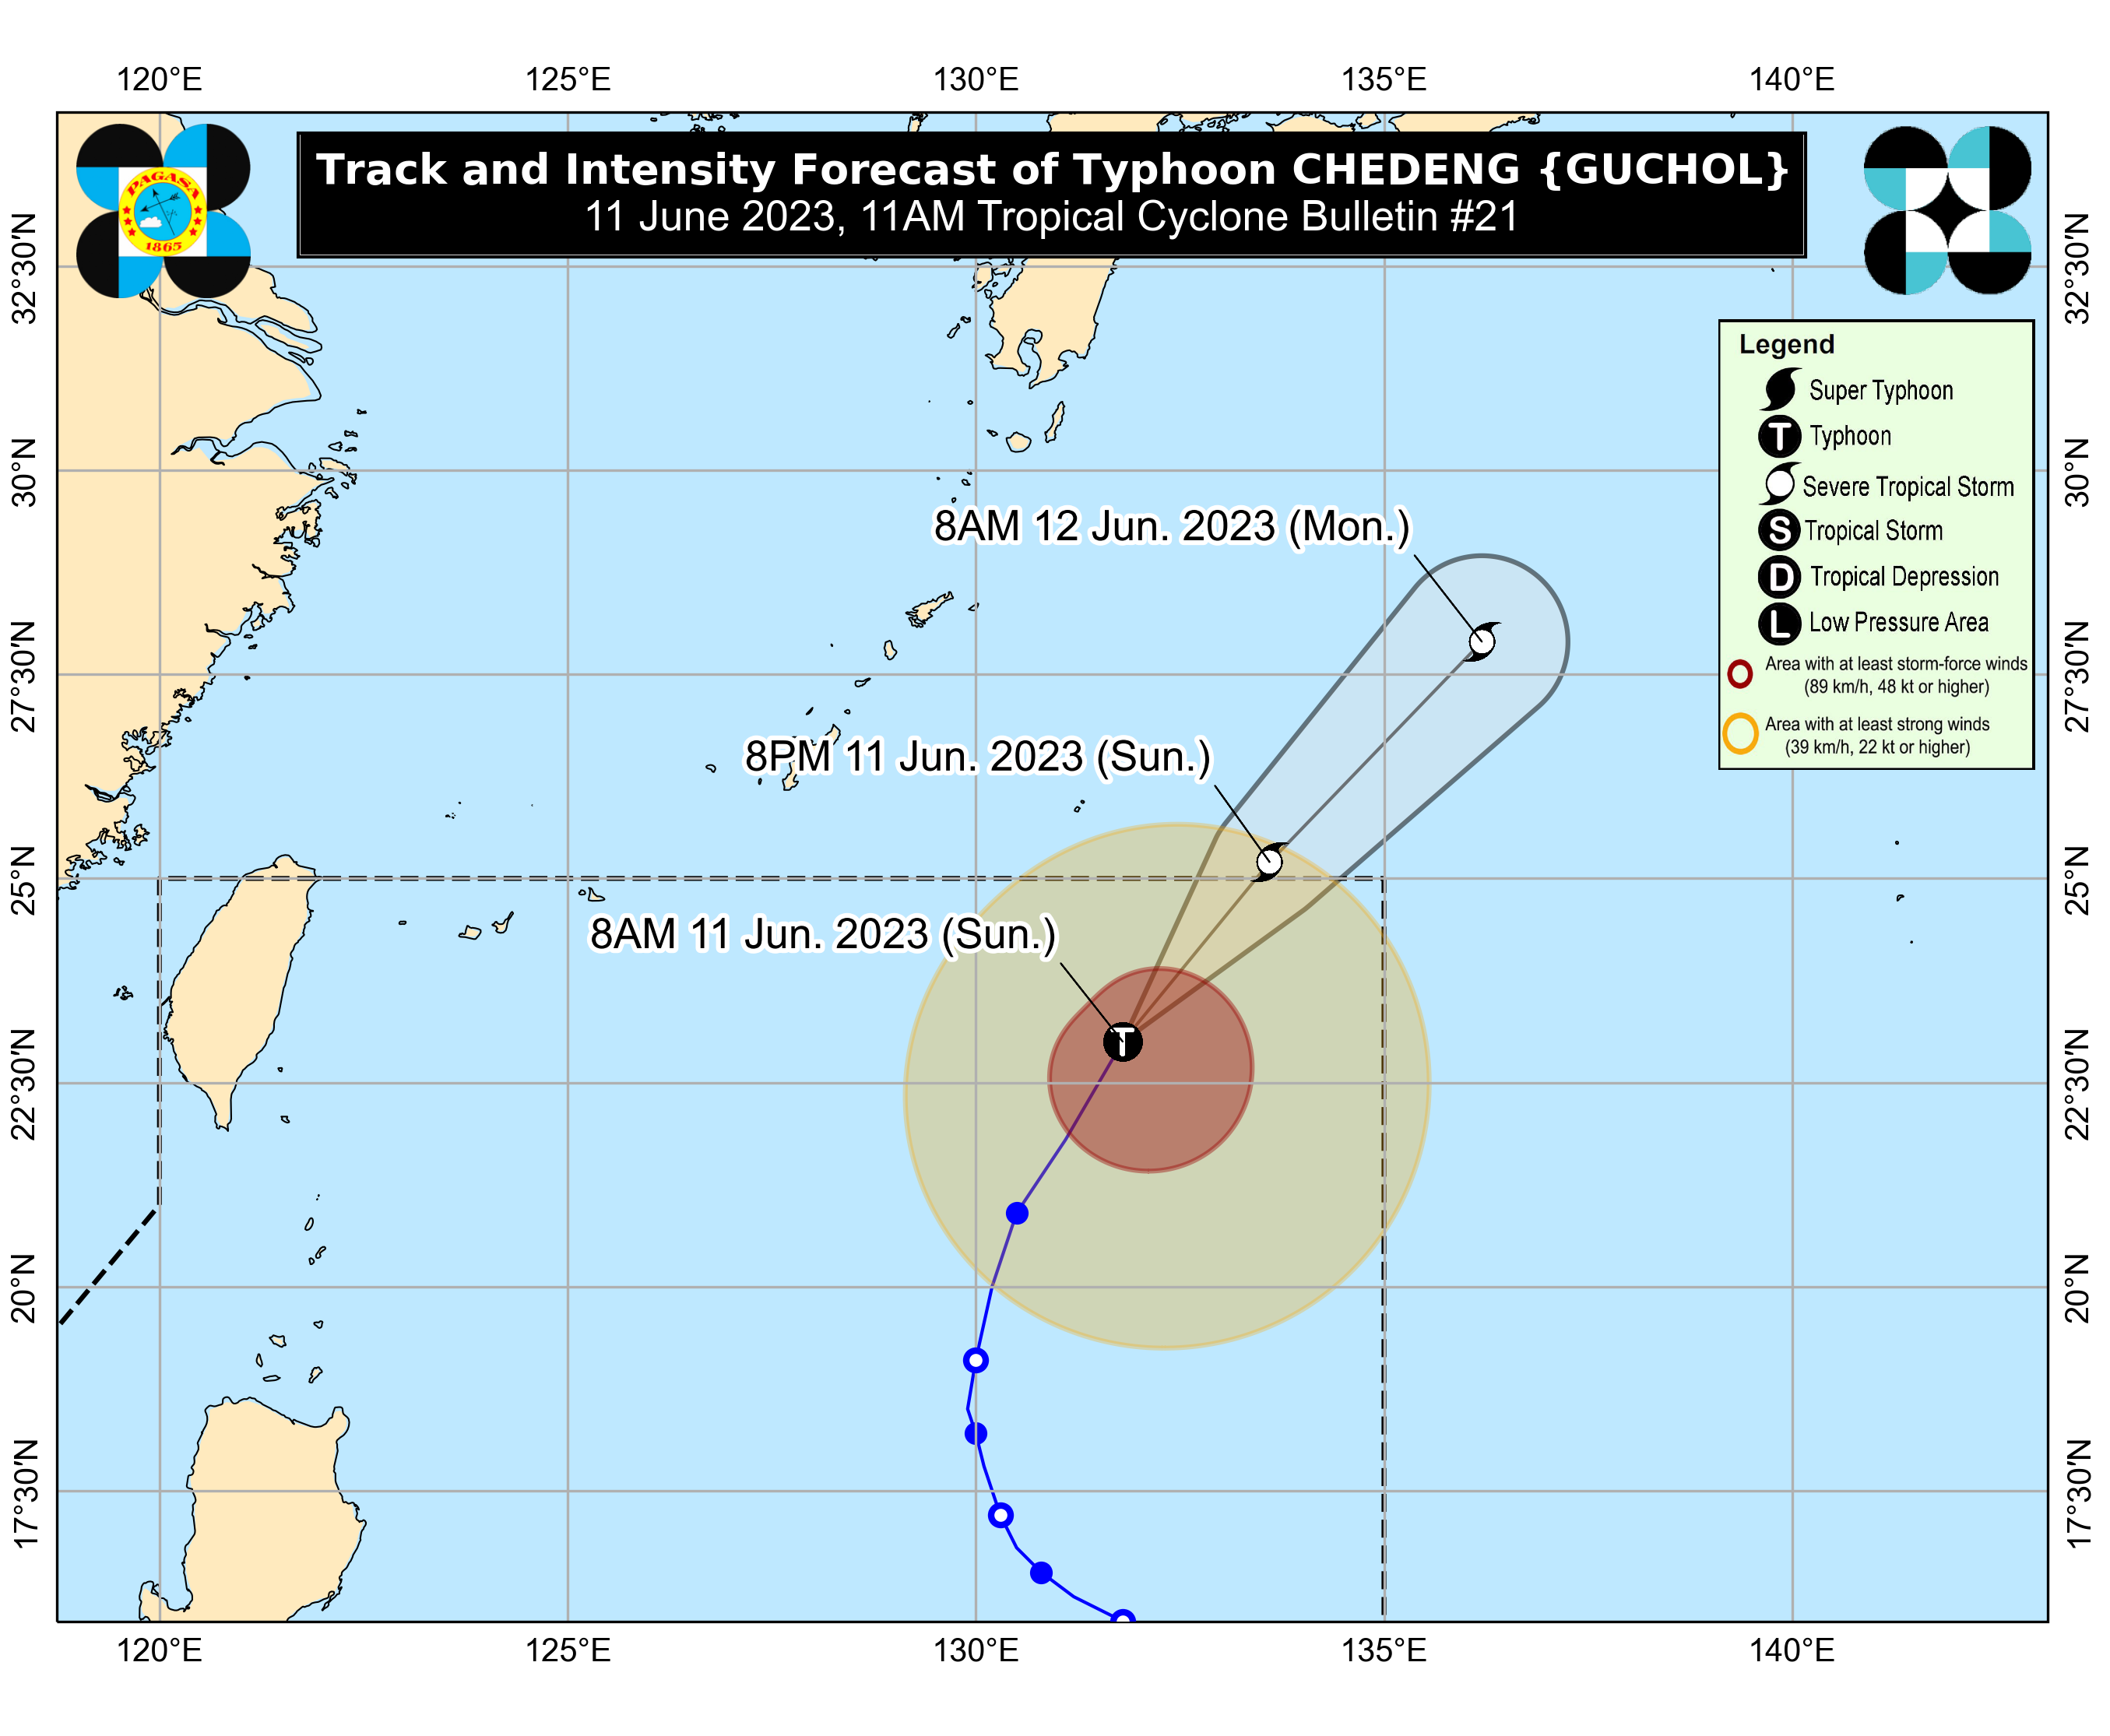 120°E 125°E 130°E 135°E 140°E
Track and Intensity Forecast of Typhoon CHEDENG {GUCHOL}
11 June 2023, 11AM Tropical Cyclone Bulletin #21
PAGASA
1865
32°30'N
30°N
27°30'N
25°N
22°30'N
20°N
17°30'N
Legend
Super Typhoon
T Typhoon
Severe Tropical Storm
S Tropical Storm
D Tropical Depression
L Low Pressure Area
Area with at least storm-force winds
(89 km/h, 48 kt or higher)
Area with at least strong winds
(39 km/h, 22 kt or higher)
8AM 12 Jun. 2023 (Mon.)
8PM 11 Jun. 2023 (Sun.)
8AM 11 Jun. 2023 (Sun.)
T
32°30'N
30°N
27°30'N
25°N
22°30'N
20°N
17°30'N
120°E 125°E 130°E 135°E 140°E